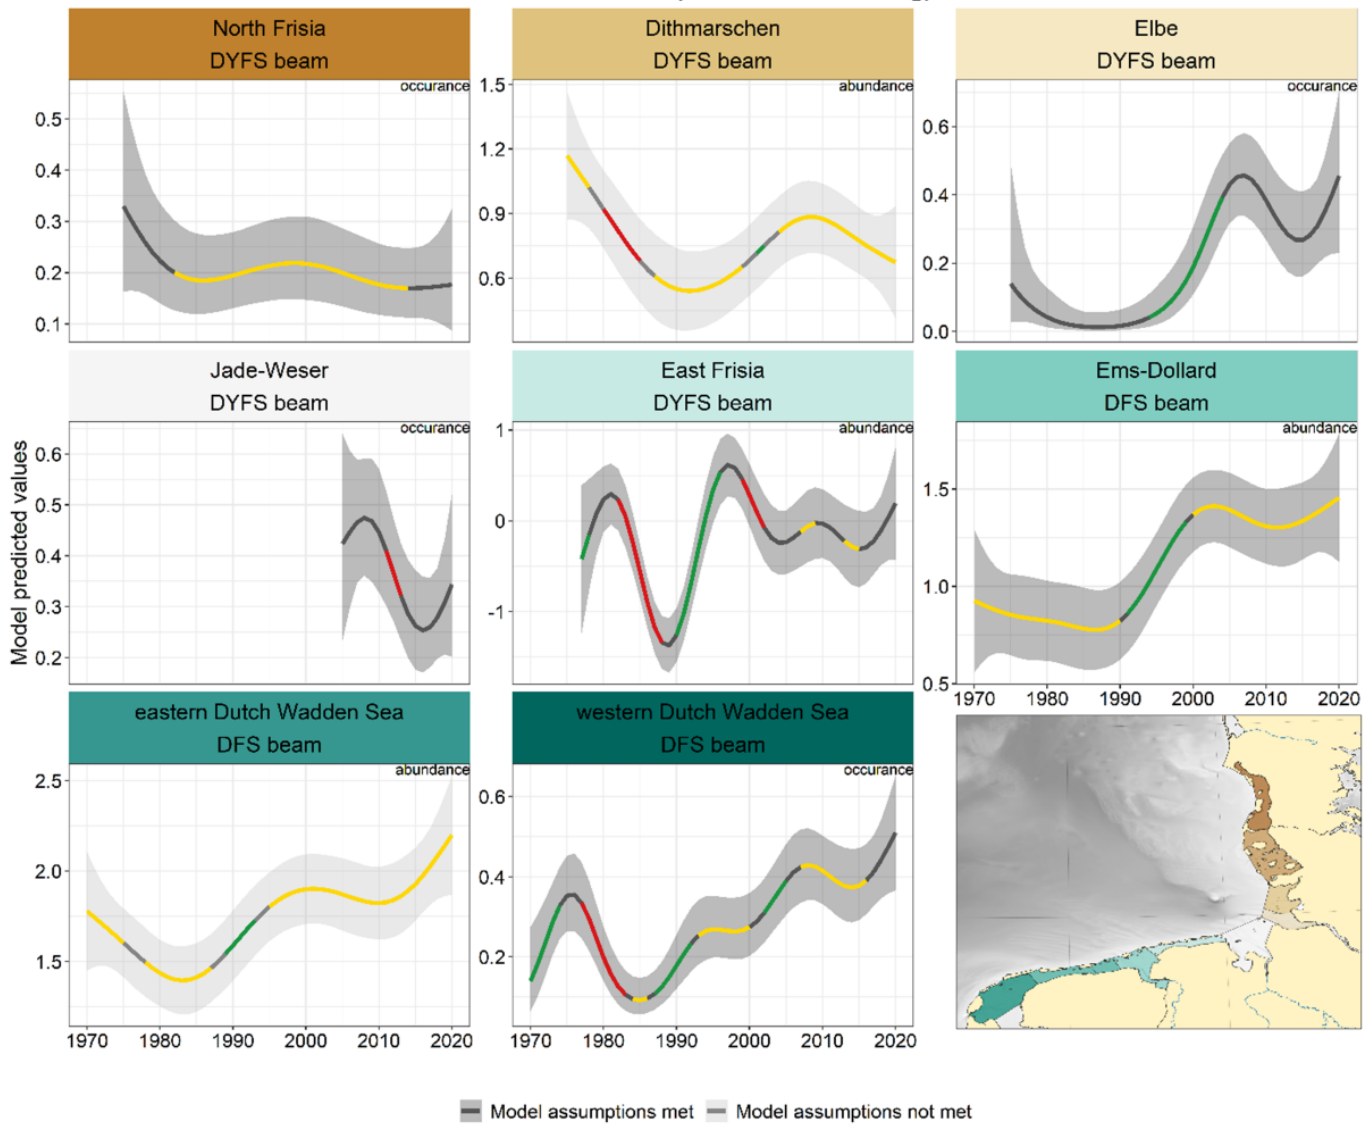 North Frisia
DYFS beam
Dithmarschen
DYFS beam
Elbe
DYFS beam
occurance
0.5
0.4
0.3
0.2
0.1
abundance
1.5
1.2
0.9
0.6
occurance
0.6
0.4
0.2
0.0
Jade-Weser
DYFS beam
East Frisia
DYFS beam
Ems-Dollard
DFS beam
Model predicted values
occurance
0.6
0.5
0.4
0.3
0.2
abundance
1
0
-1
abundance
1.5
1.0
0.5
1970 1980 1990 2000 2010 2020
eastern Dutch Wadden Sea
DFS beam
western Dutch Wadden Sea
DFS beam
abundance
2.5
2.0
1.5
1970 1980 1990 2000 2010 2020
occurance
0.6
0.4
0.2
1970 1980 1990 2000 2010 2020
Model assumptions met Model assumptions not met